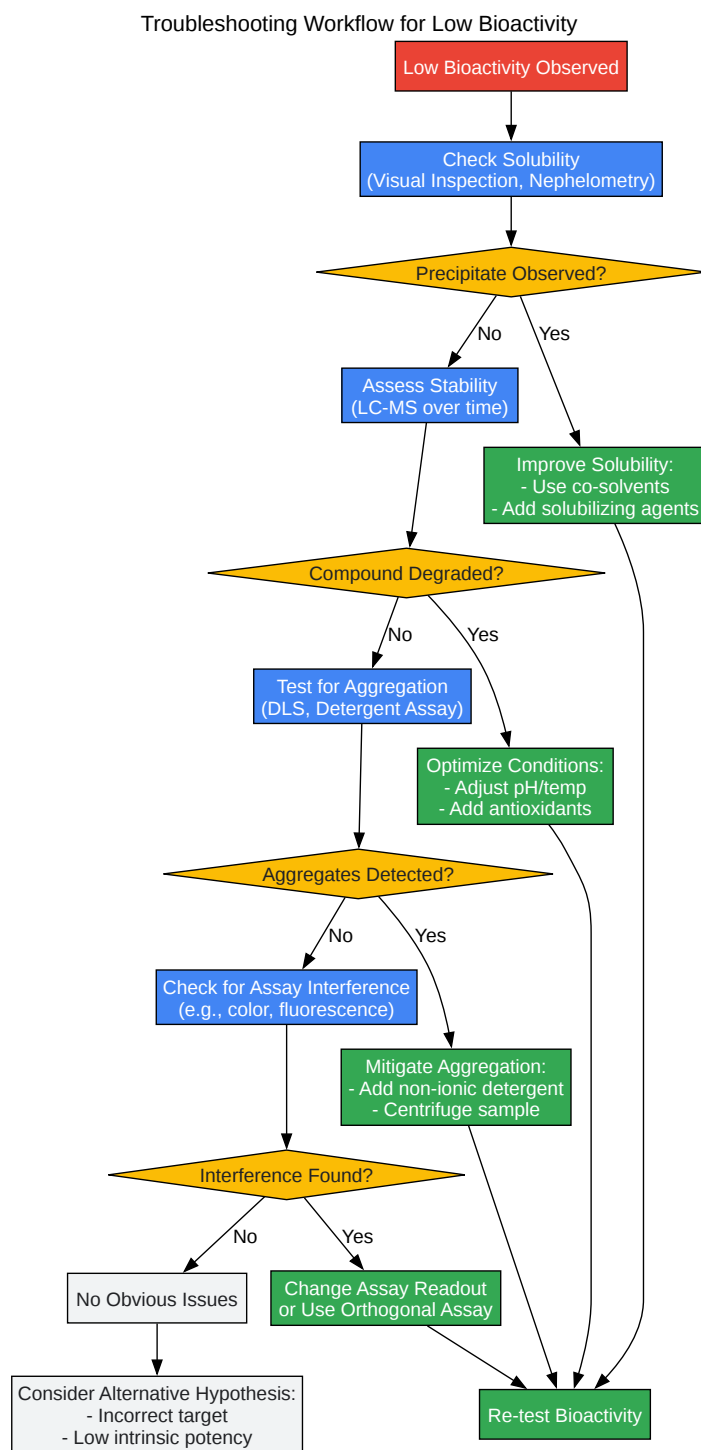 Troubleshooting Workflow for Low Bioactivity
Low Bioactivity Observed
Check Solubility
(Visual Inspection, Nephelometry)
Precipitate Observed?
No
Yes
Assess Stability
(LC-MS over time)
Improve Solubility:
- Use co-solvents
- Add solubilizing agents
Compound Degraded?
No
Yes
Test for Aggregation
(DLS, Detergent Assay)
Optimize Conditions:
- Adjust pH/temp
- Add antioxidants
Aggregates Detected?
No
Yes
Check for Assay Interference
(e.g., color, fluorescence)
Mitigate Aggregation:
- Add non-ionic detergent
- Centrifuge sample
Interference Found?
No
Yes
No Obvious Issues
Change Assay Readout
or Use Orthogonal Assay
Consider Alternative Hypothesis:
- Incorrect target
- Low intrinsic potency
Re-test Bioactivity